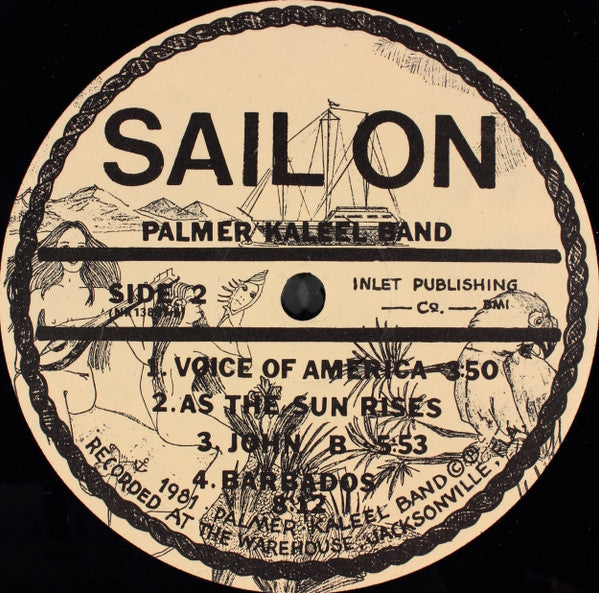 SAIL ON
PALMER KALEEL BAND
SIDE 2
INLET PUBLISHING
— CO. — BMI
1. VOICE OF AMERICA 3:50
2. AS THE SUN RISES
3. JOHN B 5:53
4. BARBADOS
8:12
© ℗ 1981 PALMER KALEEL BAND
RECORDED AT THE WAREHOUSE, JACKSONVILLE, FLA.